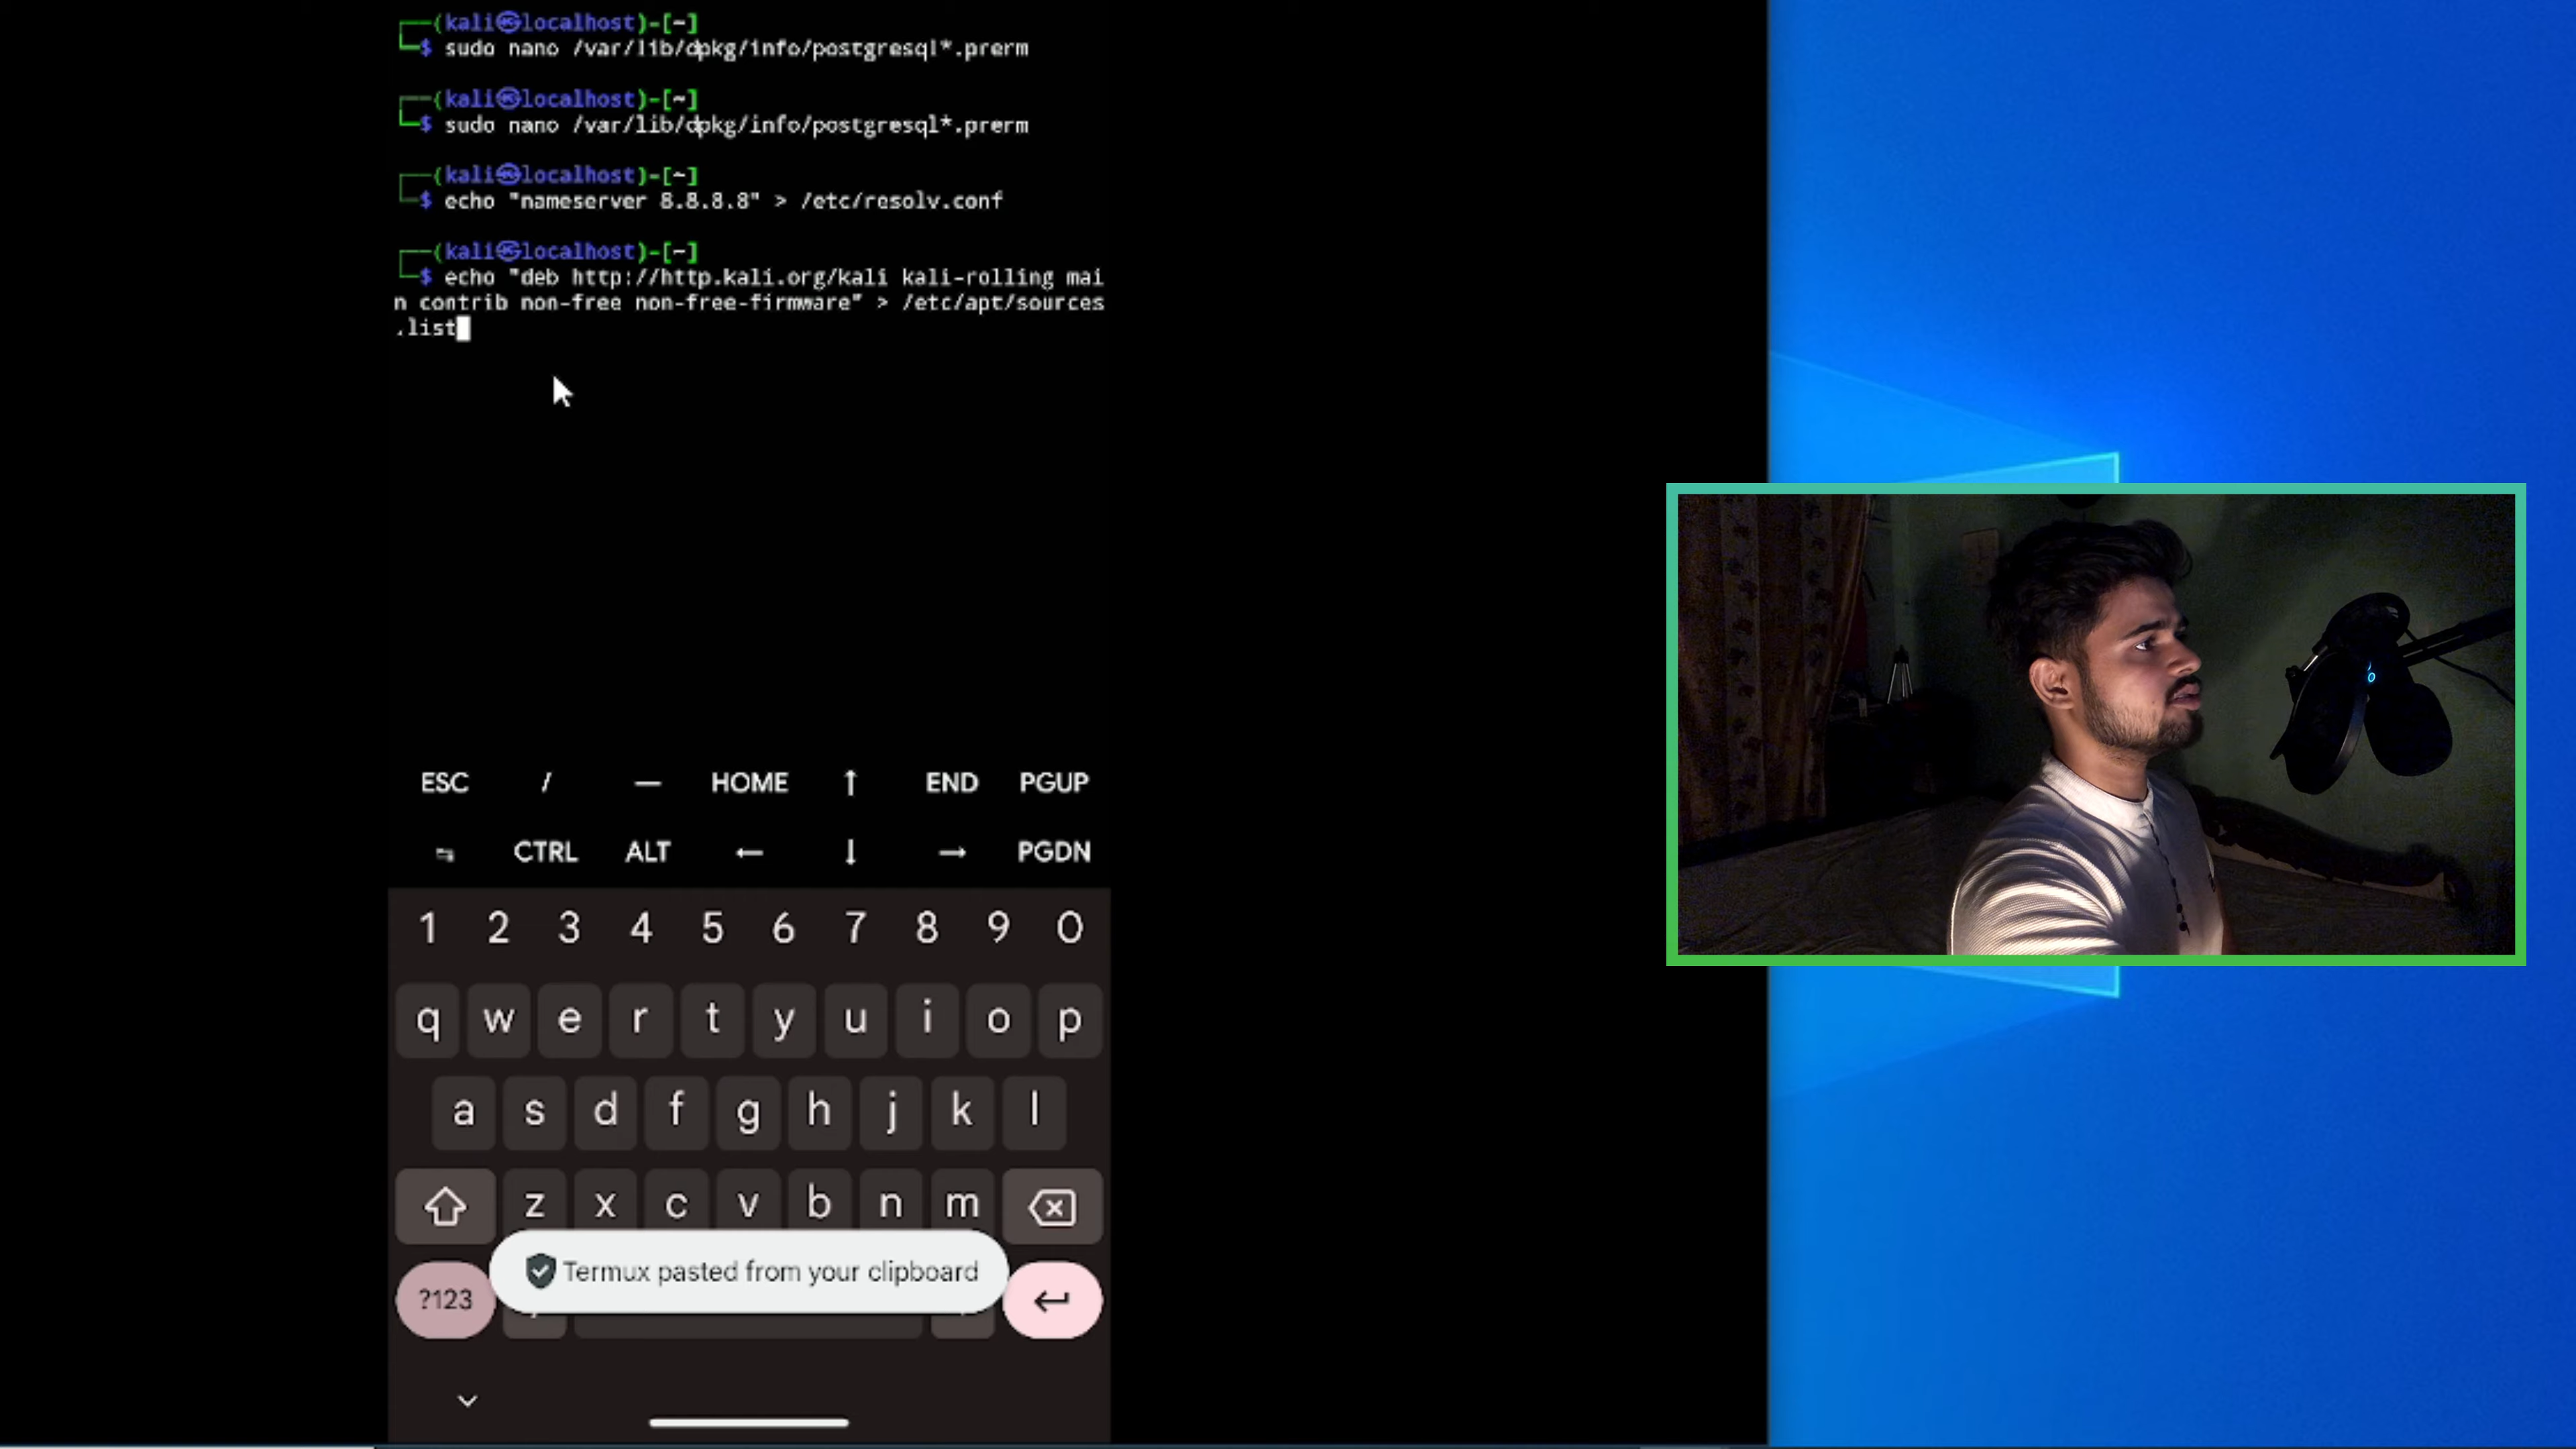 ┌──(kali㉿localhost)-[~]
└─$ sudo nano /var/lib/dpkg/info/postgresql*.prerm
┌──(kali㉿localhost)-[~]
└─$ sudo nano /var/lib/dpkg/info/postgresql*.prerm
┌──(kali㉿localhost)-[~]
└─$ echo "nameserver 8.8.8.8" > /etc/resolv.conf
┌──(kali㉿localhost)-[~]
└─$ echo "deb http://http.kali.org/kali kali-rolling mai
n contrib non-free non-free-firmware" > /etc/apt/sources
.list
ESC / — HOME ↑ END PGUP
⇆ CTRL ALT ← ↓ → PGDN
1 2 3 4 5 6 7 8 9 0
q w e r t y u i o p
a s d f g h j k l
z x c v b n m
Termux pasted from your clipboard
?123